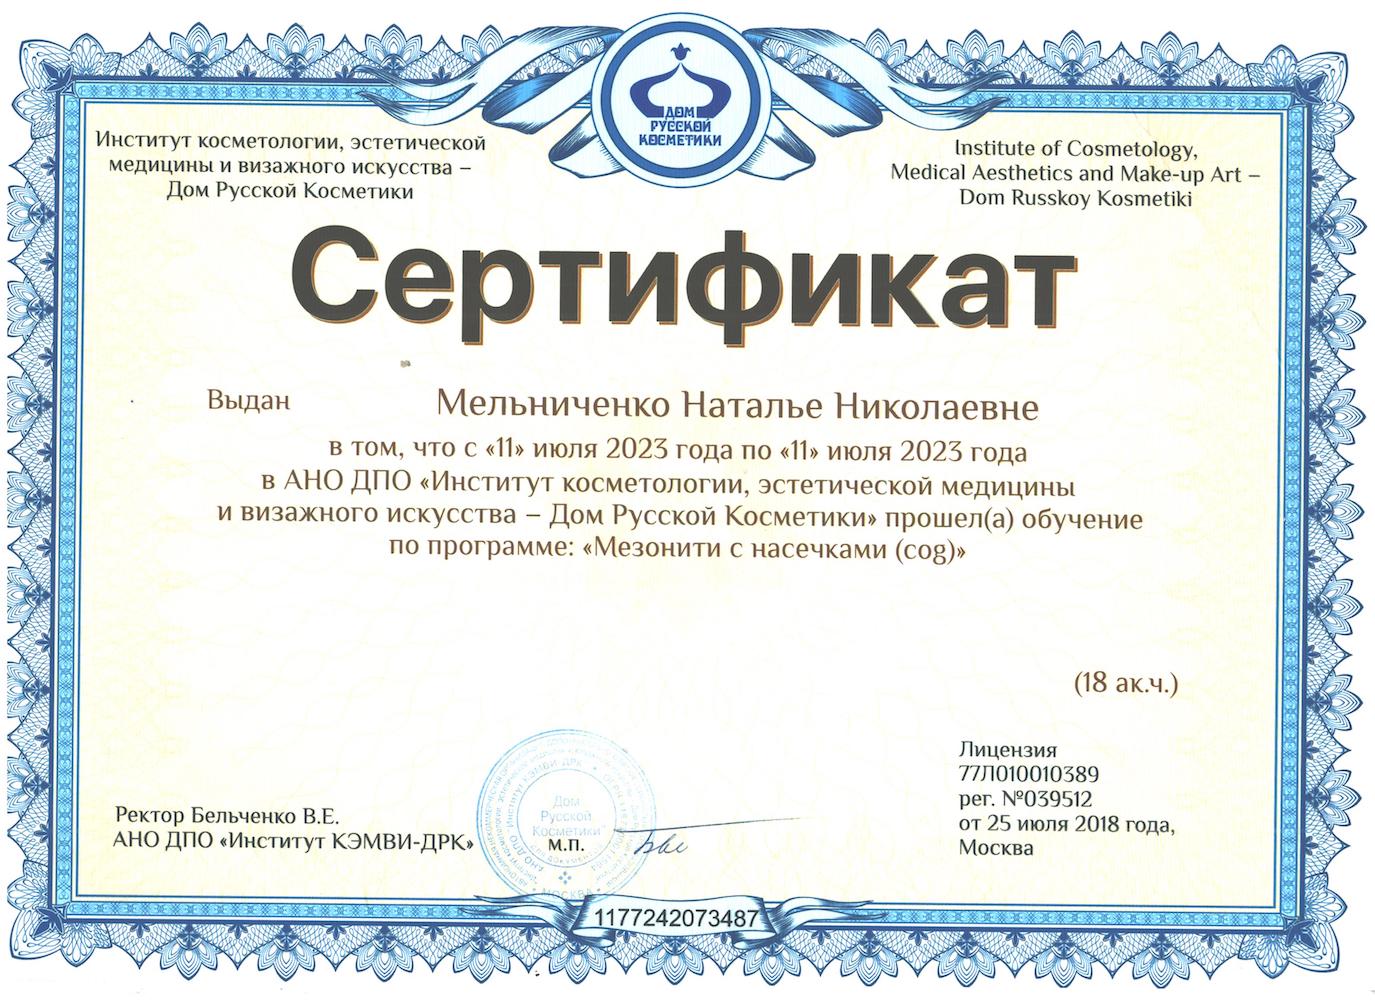 ДОМ
РУССКОЙ
КОСМЕТИКИ
Институт косметологии, эстетической
медицины и визажного искусства –
Дом Русской Косметики
Institute of Cosmetology,
Medical Aesthetics and Make-up Art –
Dom Russkoy Kosmetiki
Сертификат
Выдан Мельниченко Наталье Николаевне
в том, что с «11» июля 2023 года по «11» июля 2023 года
в АНО ДПО «Институт косметологии, эстетической медицины
и визажного искусства – Дом Русской Косметики» прошел(а) обучение
по программе: «Мезонити с насечками (cog)»
(18 ак.ч.)
Лицензия
77Л010010389
рег. №039512
от 25 июля 2018 года,
Москва
Ректор Бельченко В.Е.
АНО ДПО «Институт КЭМВИ-ДРК»
Дом
Русской
Косметики
М.П.
МОСКВА
1177242073487